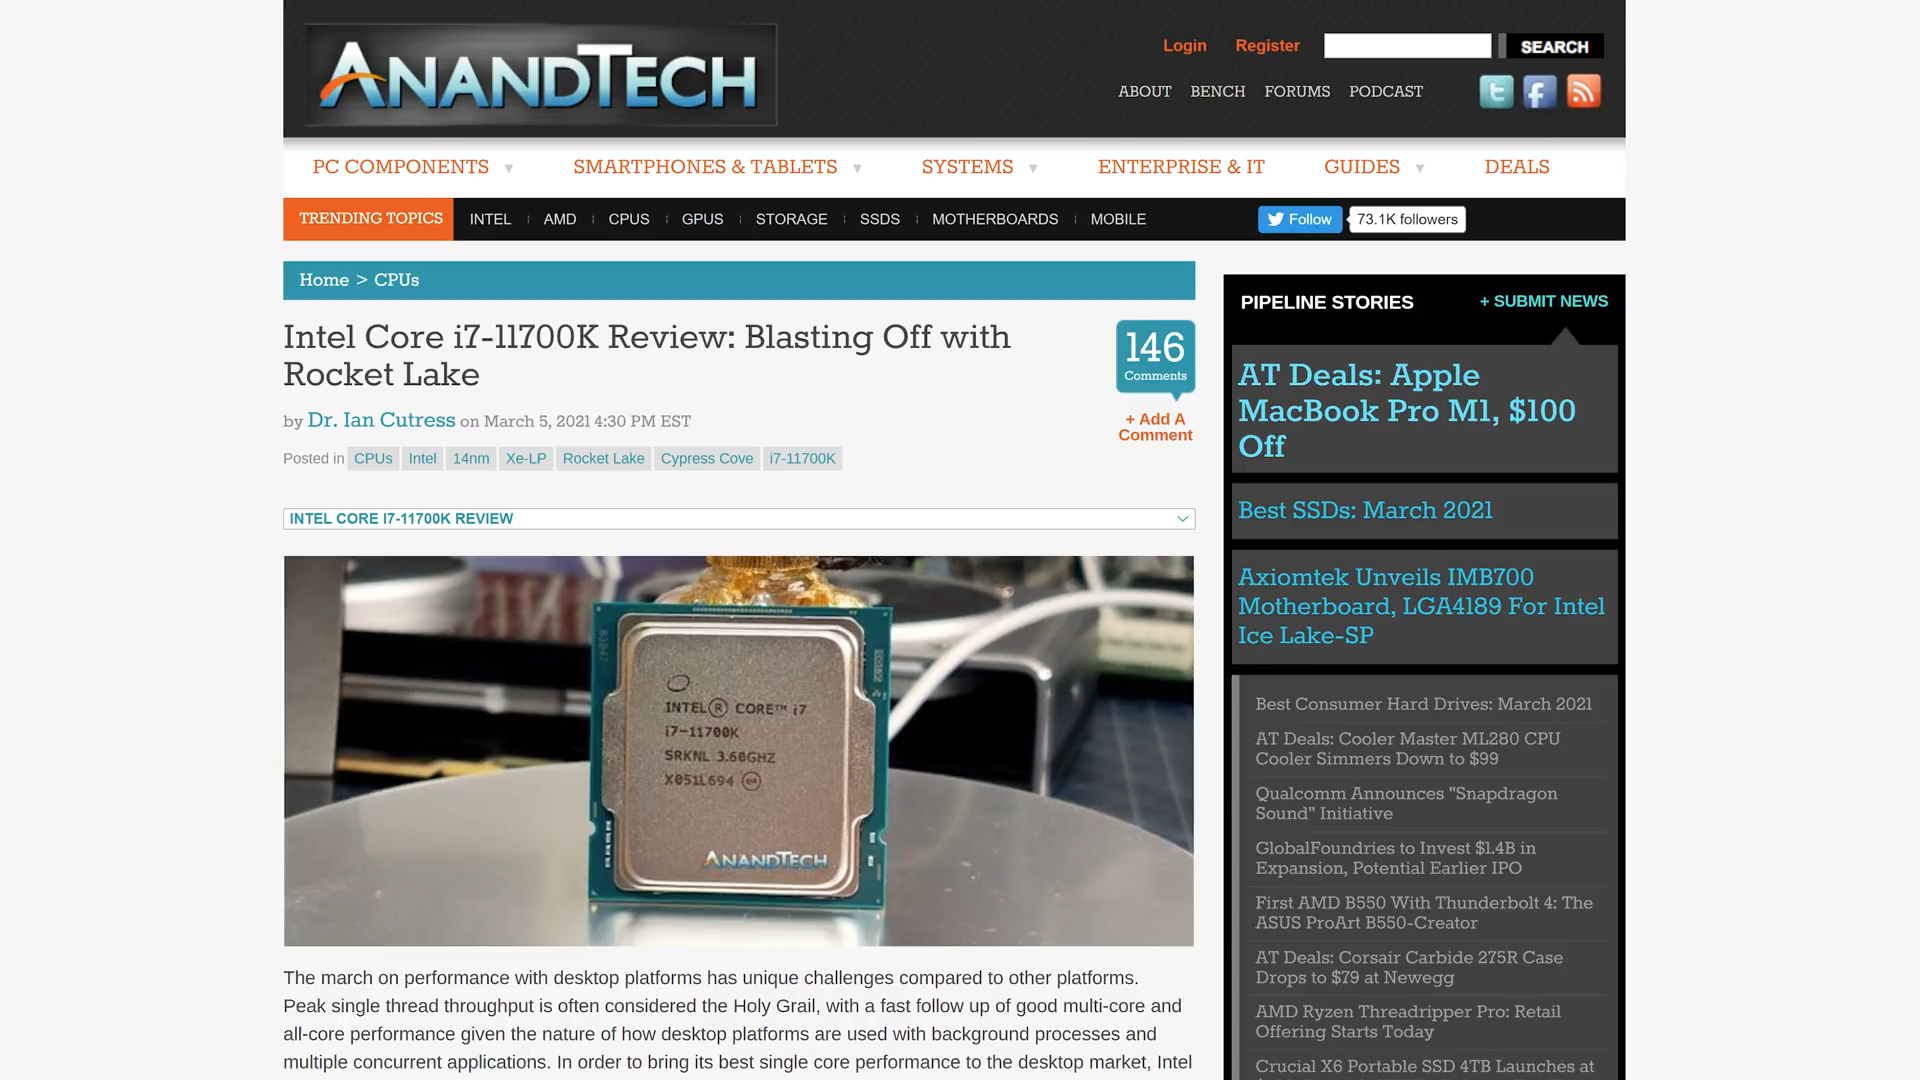 ANANDTECH
Login Register SEARCH
ABOUT BENCH FORUMS PODCAST
PC COMPONENTS SMARTPHONES & TABLETS SYSTEMS ENTERPRISE & IT GUIDES DEALS
TRENDING TOPICS INTEL AMD CPUS GPUS STORAGE SSDS MOTHERBOARDS MOBILE Follow 73.1K followers
Home > CPUs
Intel Core i7-11700K Review: Blasting Off with
Rocket Lake
146
Comments
by Dr. Ian Cutress on March 5, 2021 4:30 PM EST
+ Add A
Comment
Posted in CPUs Intel 14nm Xe-LP Rocket Lake Cypress Cove i7-11700K
INTEL CORE I7-11700K REVIEW
INTEL® CORE™ i7
i7-11700K
SRKNL 3.60GHZ
X051L694 e4
ANANDTECH
The march on performance with desktop platforms has unique challenges compared to other platforms.
Peak single thread throughput is often considered the Holy Grail, with a fast follow up of good multi-core and
all-core performance given the nature of how desktop platforms are used with background processes and
multiple concurrent applications. In order to bring its best single core performance to the desktop market, Intel
PIPELINE STORIES + SUBMIT NEWS
AT Deals: Apple
MacBook Pro M1, $100
Off
Best SSDs: March 2021
Axiomtek Unveils IMB700
Motherboard, LGA4189 For Intel
Ice Lake-SP
Best Consumer Hard Drives: March 2021
AT Deals: Cooler Master ML280 CPU
Cooler Simmers Down to $99
Qualcomm Announces "Snapdragon
Sound" Initiative
GlobalFoundries to Invest $1.4B in
Expansion, Potential Earlier IPO
First AMD B550 With Thunderbolt 4: The
ASUS ProArt B550-Creator
AT Deals: Corsair Carbide 275R Case
Drops to $79 at Newegg
AMD Ryzen Threadripper Pro: Retail
Offering Starts Today
Crucial X6 Portable SSD 4TB Launches at